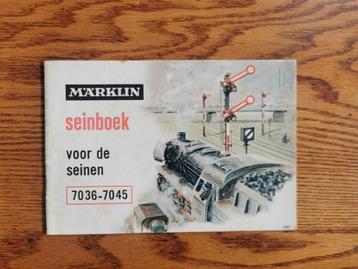 MÄRKLIN
seinboek
voor de
seinen
7036-7045